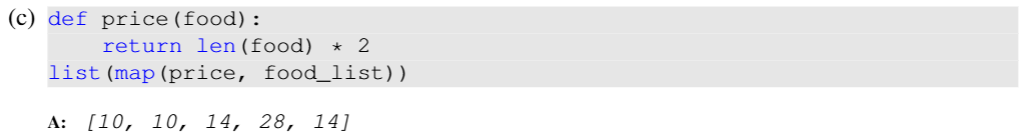 (c) def price(food):
    return len(food) * 2
list(map(price, food_list))
A: [10, 10, 14, 28, 14]